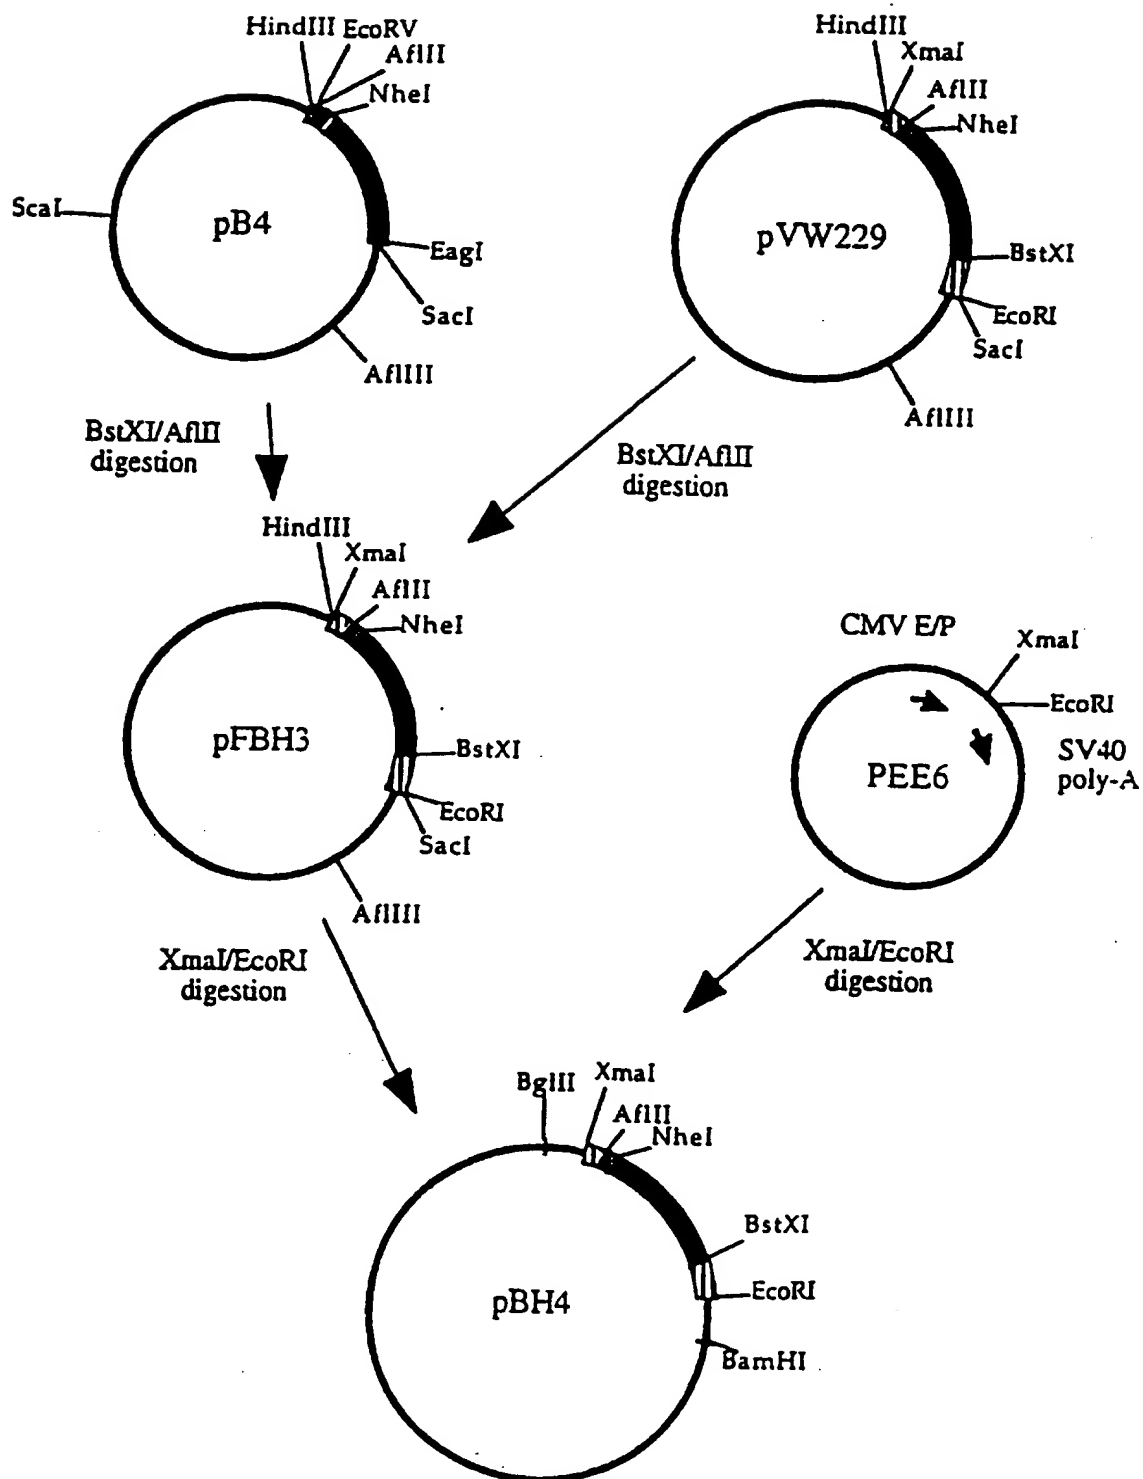 HindIII EcoRV
AflII
NheI
ScaI
pB4
EagI
SacI
AflIII
HindIII
XmaI
AflII
NheI
pVW229
BstXI
EcoRI
SacI
AflIII
BstXI/AflII
digestion
BstXI/AflII
digestion
HindIII
XmaI
AflII
NheI
pFBH3
BstXI
EcoRI
SacI
AflIII
CMV E/P
XmaI
EcoRI
PEE6
SV40
poly-A
XmaI/EcoRI
digestion
XmaI/EcoRI
digestion
BglII
XmaI
AflII
NheI
pBH4
BstXI
EcoRI
BamHI